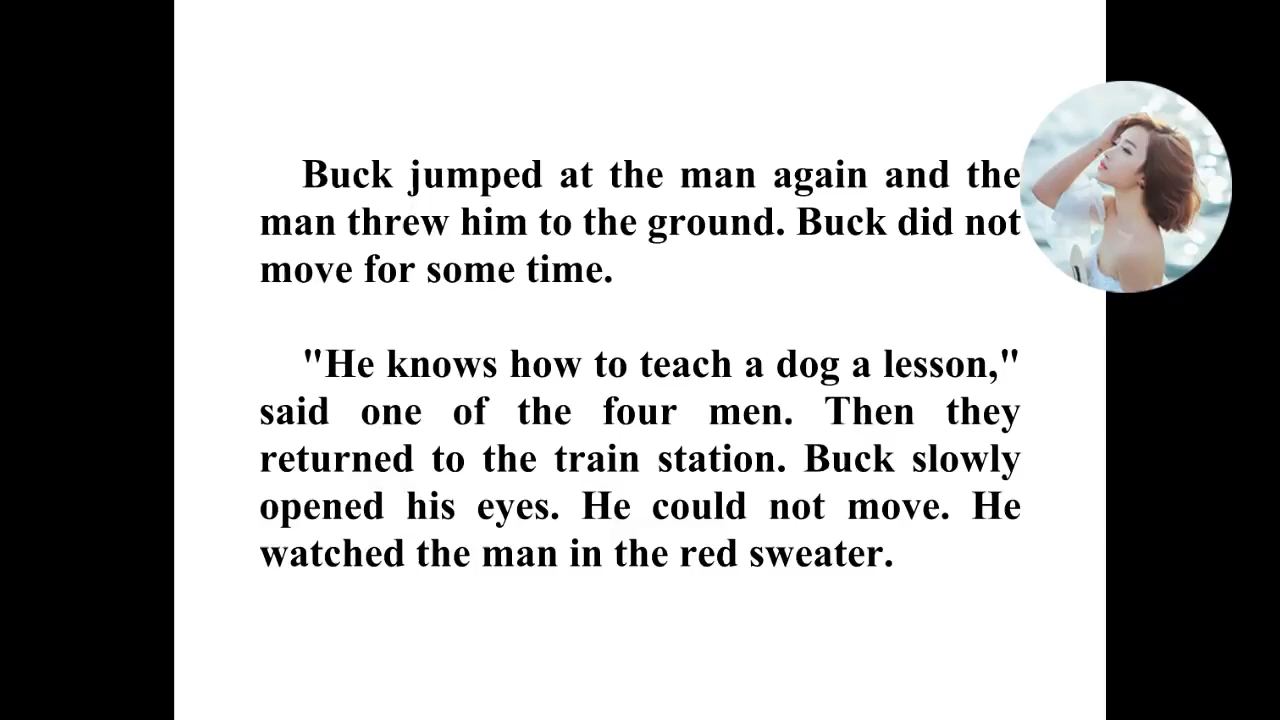 Buck jumped at the man again and the
man threw him to the ground. Buck did not
move for some time.
"He knows how to teach a dog a lesson,"
said one of the four men. Then they
returned to the train station. Buck slowly
opened his eyes. He could not move. He
watched the man in the red sweater.